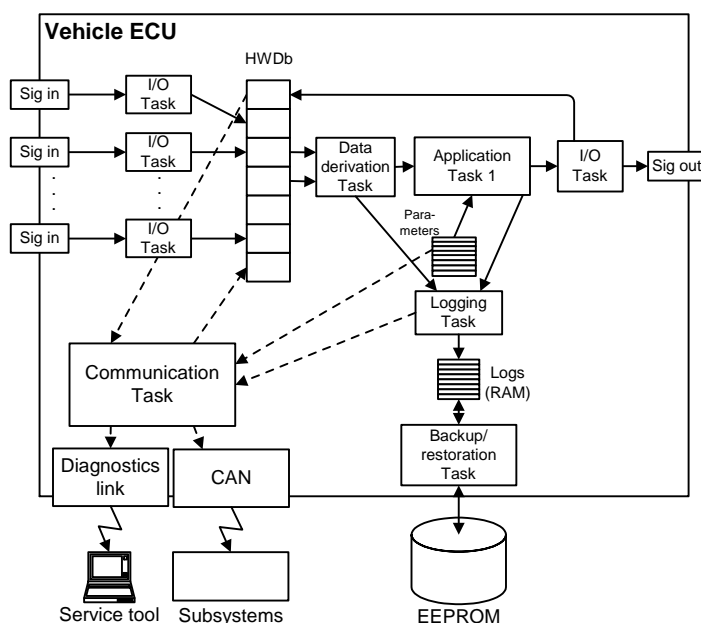 Vehicle ECU
HWDb
Sig in
I/O
Task
Sig in
I/O
Task
Sig in
I/O
Task
Data
derivation
Task
Application
Task 1
I/O
Task
Sig out
Para-
meters
Logging
Task
Communication
Task
Logs
(RAM)
Backup/
restoration
Task
Diagnostics
link
CAN
Service tool
Subsystems
EEPROM